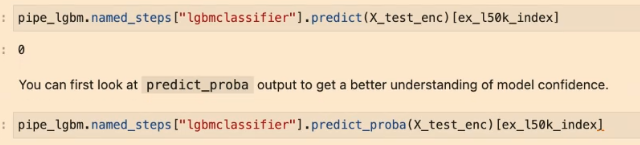 pipe_lgbm.named_steps["lgbmclassifier"].predict(X_test_enc)[ex_l50k_index]
0
You can first look at predict_proba output to get a better understanding of model confidence.
pipe_lgbm.named_steps["lgbmclassifier"].predict_proba(X_test_enc)[ex_l50k_index]